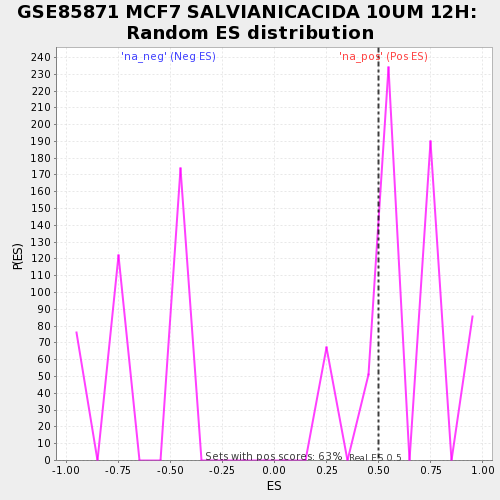 GSE85871 MCF7 SALVIANICACIDA 10UM 12H:
Random ES distribution
'na_neg' (Neg ES)
'na_pos' (Pos ES)
240
230
220
210
200
190
180
170
160
150
140
130
120
110
100
90
80
70
60
50
40
30
20
10
0
P(ES)
Sets with pos scores: 63%
Real ES 0.5
-1.00 -0.75 -0.50 -0.25 0.00 0.25 0.50 0.75 1.00
ES